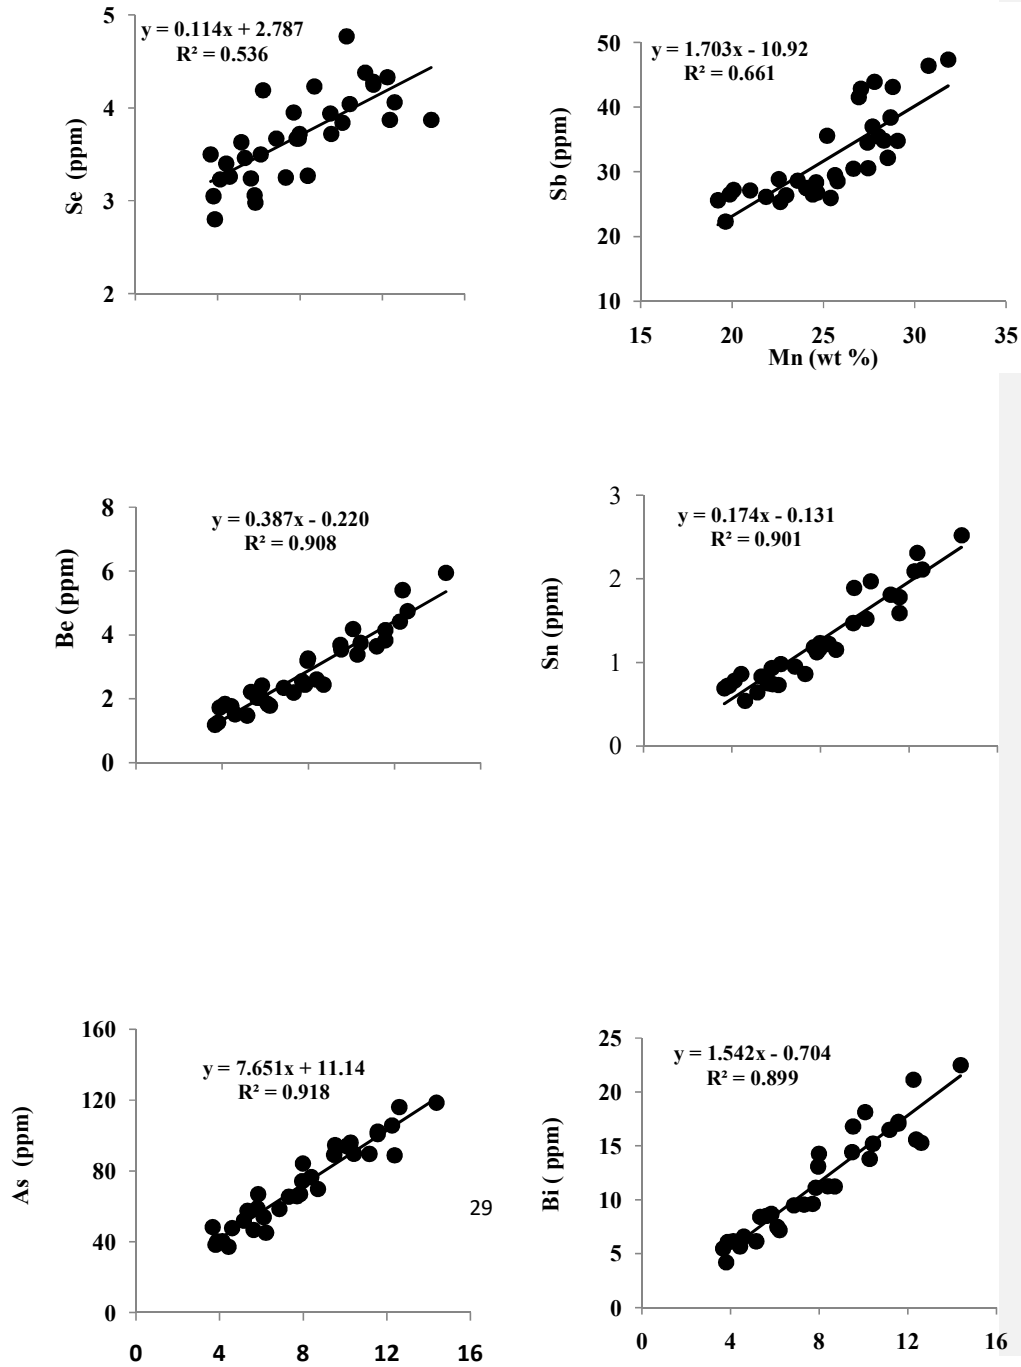 y = 0.114x + 2.787
R² = 0.536
5
4
3
2
Se (ppm)
y = 1.703x - 10.92
R² = 0.661
50
40
30
20
10
Sb (ppm)
15 20 25 30 35
Mn (wt %)
y = 0.387x - 0.220
R² = 0.908
8
6
4
2
0
Be (ppm)
y = 0.174x - 0.131
R² = 0.901
3
2
1
0
Sn (ppm)
y = 7.651x + 11.14
R² = 0.918
160
120
80
40
0
As (ppm)
0 4 8 12 16
29
y = 1.542x - 0.704
R² = 0.899
25
20
15
10
5
0
Bi ( ppm)
0 4 8 12 16